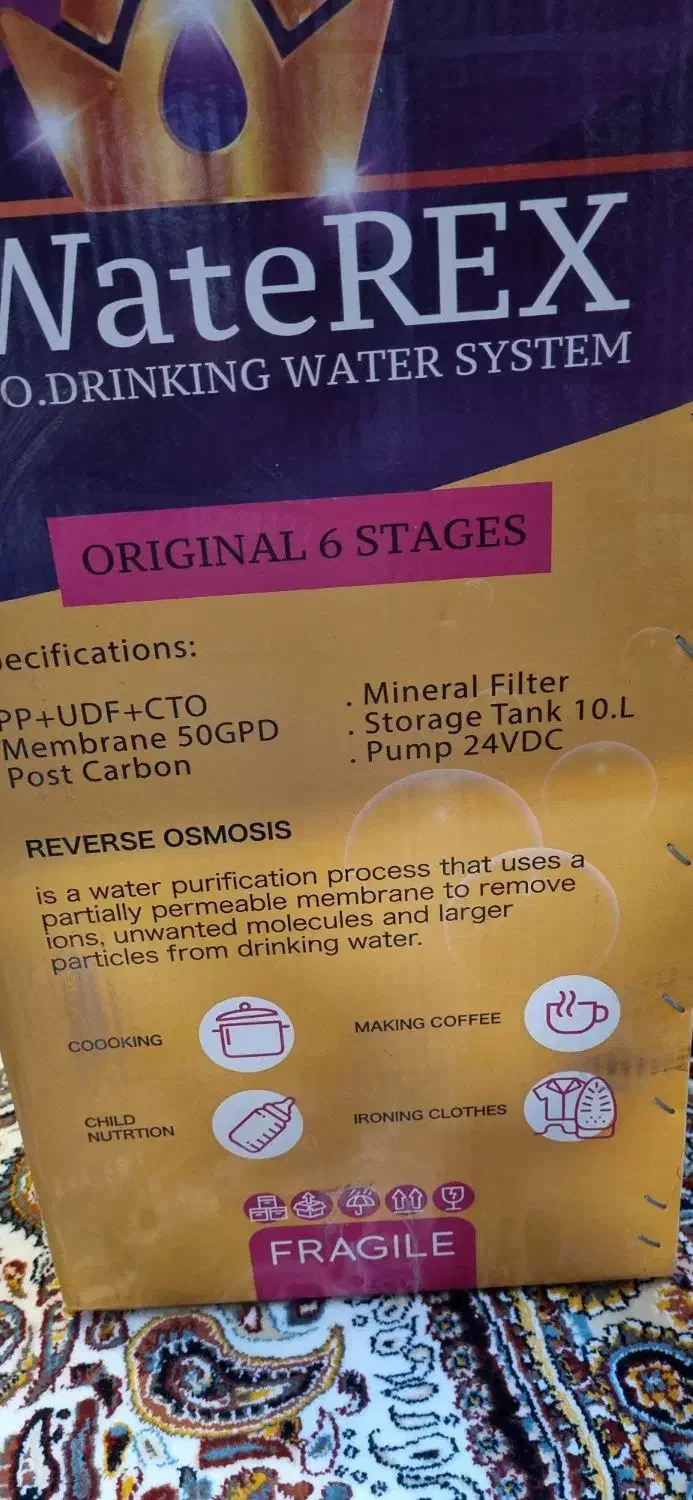 WateREX
O.DRINKING WATER SYSTEM
ORIGINAL 6 STAGES
pecifications:
PP+UDF+CTO
Membrane 50GPD
Post Carbon
. Mineral Filter
. Storage Tank 10.L
. Pump 24VDC
REVERSE OSMOSIS
is a water purification process that uses a
partially permeable membrane to remove
ions, unwanted molecules and larger
particles from drinking water.
COOOKING
MAKING COFFEE
CHILD
NUTRTION
IRONING CLOTHES
FRAGILE